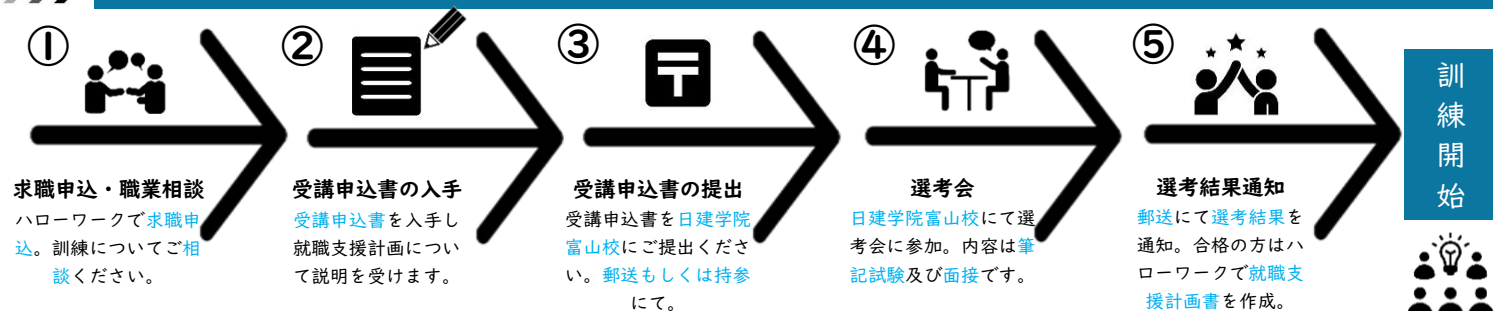 ①
求職申込・職業相談
ハローワークで求職申
込。訓練についてご相
談ください。
②
受講申込書の入手
受講申込書を入手し
就職支援計画につい
て説明を受けます。
③
〒
受講申込書の提出
受講申込書を日建学院
富山校にご提出くださ
い。郵送もしくは持参
にて。
④
選考会
日建学院富山校にて選
考会に参加。内容は筆
記試験及び面接です。
⑤
選考結果通知
郵送にて選考結果を
通知。合格の方はハ
ローワークで就職支
援計画書を作成。
訓練開始